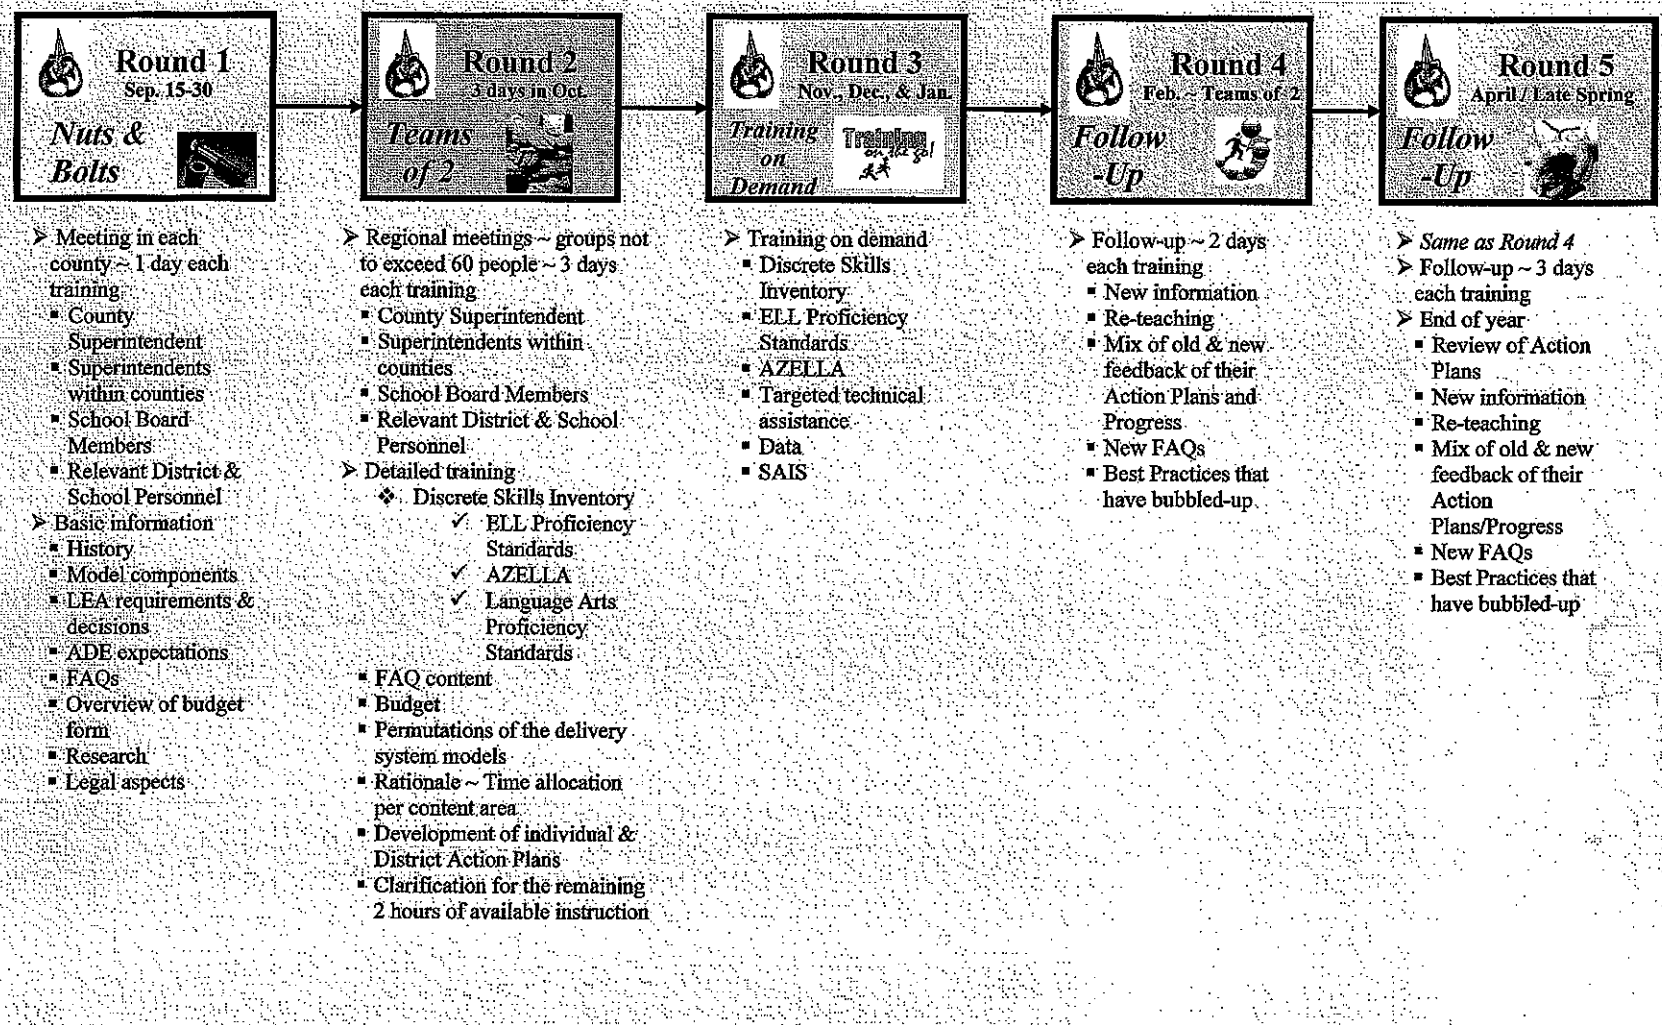 Round 1
Sep. 15-30
Nuts &
Bolts
Round 2
3 days in Oct.
Teams
of 2
Round 3
Nov., Dec., & Jan.
Training
on
Demand
Training
on the go!
Round 4
Feb. ~ Teams of 2
Follow
-Up
Round 5
April / Late Spring
Follow
-Up
➢ Meeting in each
county ~ 1 day each
training
▪ County
Superintendent
▪ Superintendents
within counties
▪ School Board
Members
▪ Relevant District &
School Personnel
➢ Basic information
▪ History
▪ Model components
▪ LEA requirements &
decisions
▪ ADE expectations
▪ FAQs
▪ Overview of budget
form
▪ Research
▪ Legal aspects
➢ Regional meetings ~ groups not
to exceed 60 people ~ 3 days
each training
▪ County Superintendent
▪ Superintendents within
counties
▪ School Board Members
▪ Relevant District & School
Personnel
➢ Detailed training
❖ Discrete Skills Inventory
✓ ELL Proficiency
Standards
✓ AZELLA
✓ Language Arts
Proficiency
Standards
▪ FAQ content
▪ Budget
▪ Permutations of the delivery
system models
▪ Rationale ~ Time allocation
per content area
▪ Development of individual &
District Action Plans
▪ Clarification for the remaining
2 hours of available instruction
➢ Training on demand
▪ Discrete Skills
Inventory
▪ ELL Proficiency
Standards
▪ AZELLA
▪ Targeted technical
assistance
▪ Data
▪ SAIS
➢ Follow-up ~ 2 days
each training
▪ New information
▪ Re-teaching
▪ Mix of old & new
feedback of their
Action Plans and
Progress
▪ New FAQs
▪ Best Practices that
have bubbled-up
➢ Same as Round 4
➢ Follow-up ~ 3 days
each training
➢ End of year
▪ Review of Action
Plans
▪ New information
▪ Re-teaching
▪ Mix of old & new
feedback of their
Action
Plans/Progress
▪ New FAQs
▪ Best Practices that
have bubbled-up